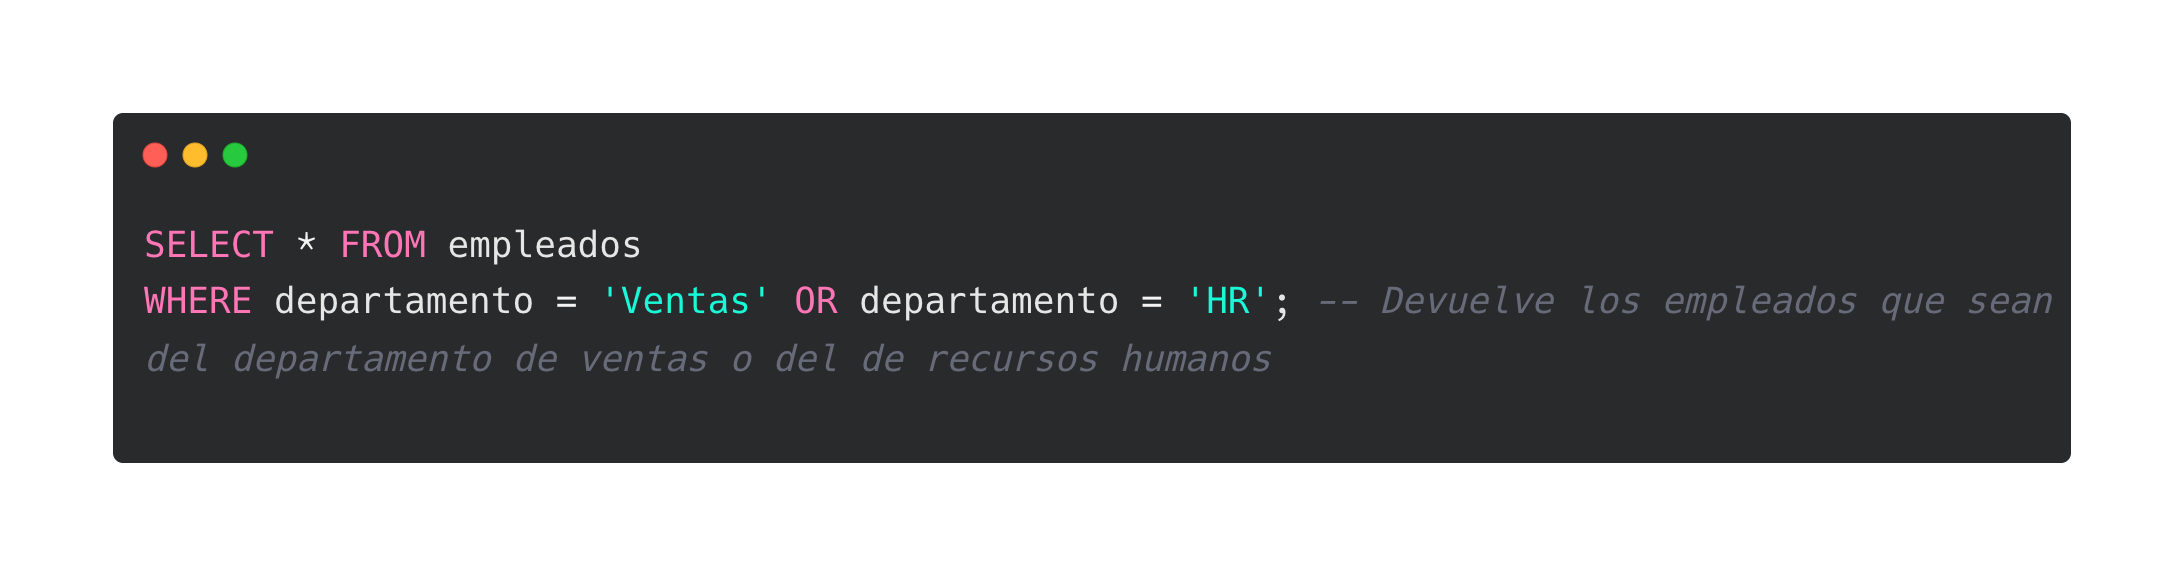 SELECT * FROM empleados
WHERE departamento = 'Ventas' OR departamento = 'HR'; -- Devuelve los empleados que sean
del departamento de ventas o del de recursos humanos